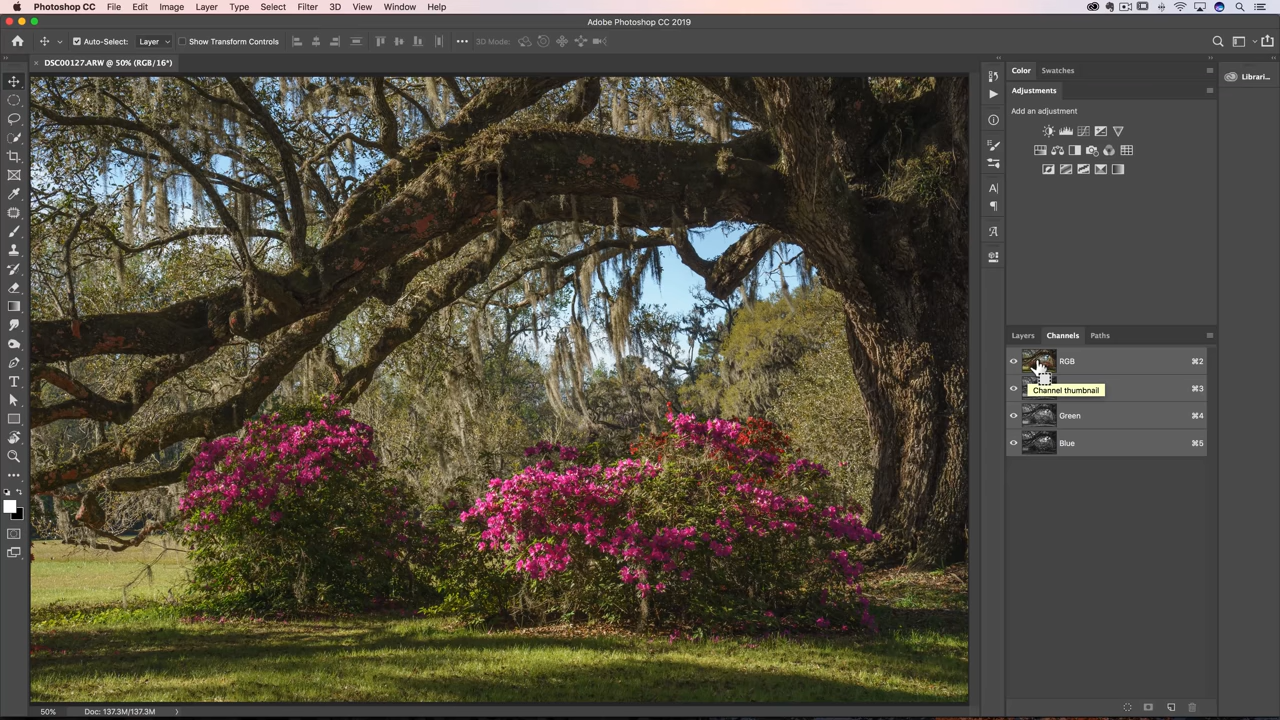 Photoshop CC File Edit Image Layer Type Select Filter 3D View Window Help
Adobe Photoshop CC 2019
Auto-Select: Layer Show Transform Controls 3D Mode:
DSC00127.ARW @ 50% (RGB/16*)
Color Swatches
Librari...
Adjustments
Add an adjustment
Layers Channels Paths
RGB ⌘2
⌘3
Channel thumbnail
Green ⌘4
Blue ⌘5
50% Doc: 137.3M/137.3M